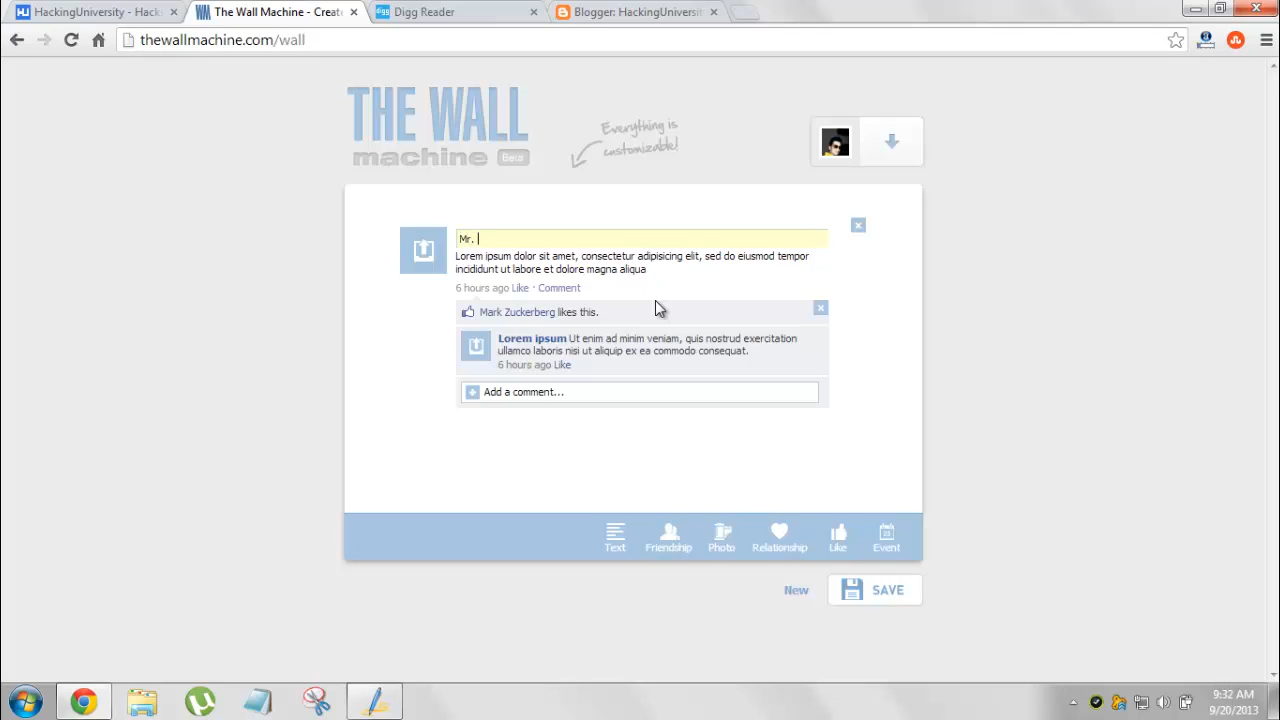 HackingUniversity - Hacks
The Wall Machine - Create
Digg Reader
Blogger: HackingUniversit
thewallmachine.com/wall
THE WALL
machine Beta
Everything is
customizable!
Mr.
Lorem ipsum dolor sit amet, consectetur adipisicing elit, sed do eiusmod tempor
incididunt ut labore et dolore magna aliqua
6 hours ago Like · Comment
Mark Zuckerberg likes this.
Lorem ipsum Ut enim ad minim veniam, quis nostrud exercitation
ullamco laboris nisi ut aliquip ex ea commodo consequat.
6 hours ago Like
Add a comment...
Text Friendship Photo Relationship Like Event
New SAVE
9:32 AM
9/20/2013